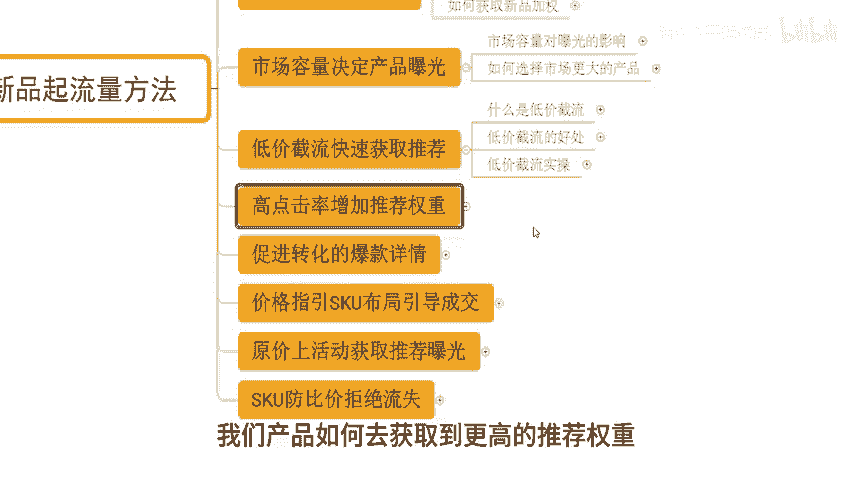 如何获取新品加权
市场容量对曝光的影响
市场容量决定产品曝光
如何选择市场更大的产品
新品起流量方法
什么是低价截流
低价截流快速获取推荐
低价截流的好处
低价截流实操
高点击率增加推荐权重
促进转化的爆款详情
价格指引SKU布局引导成交
原价上活动获取推荐曝光
SKU防比价拒绝流失
我们产品如何去获取到更高的推荐权重
bilibili